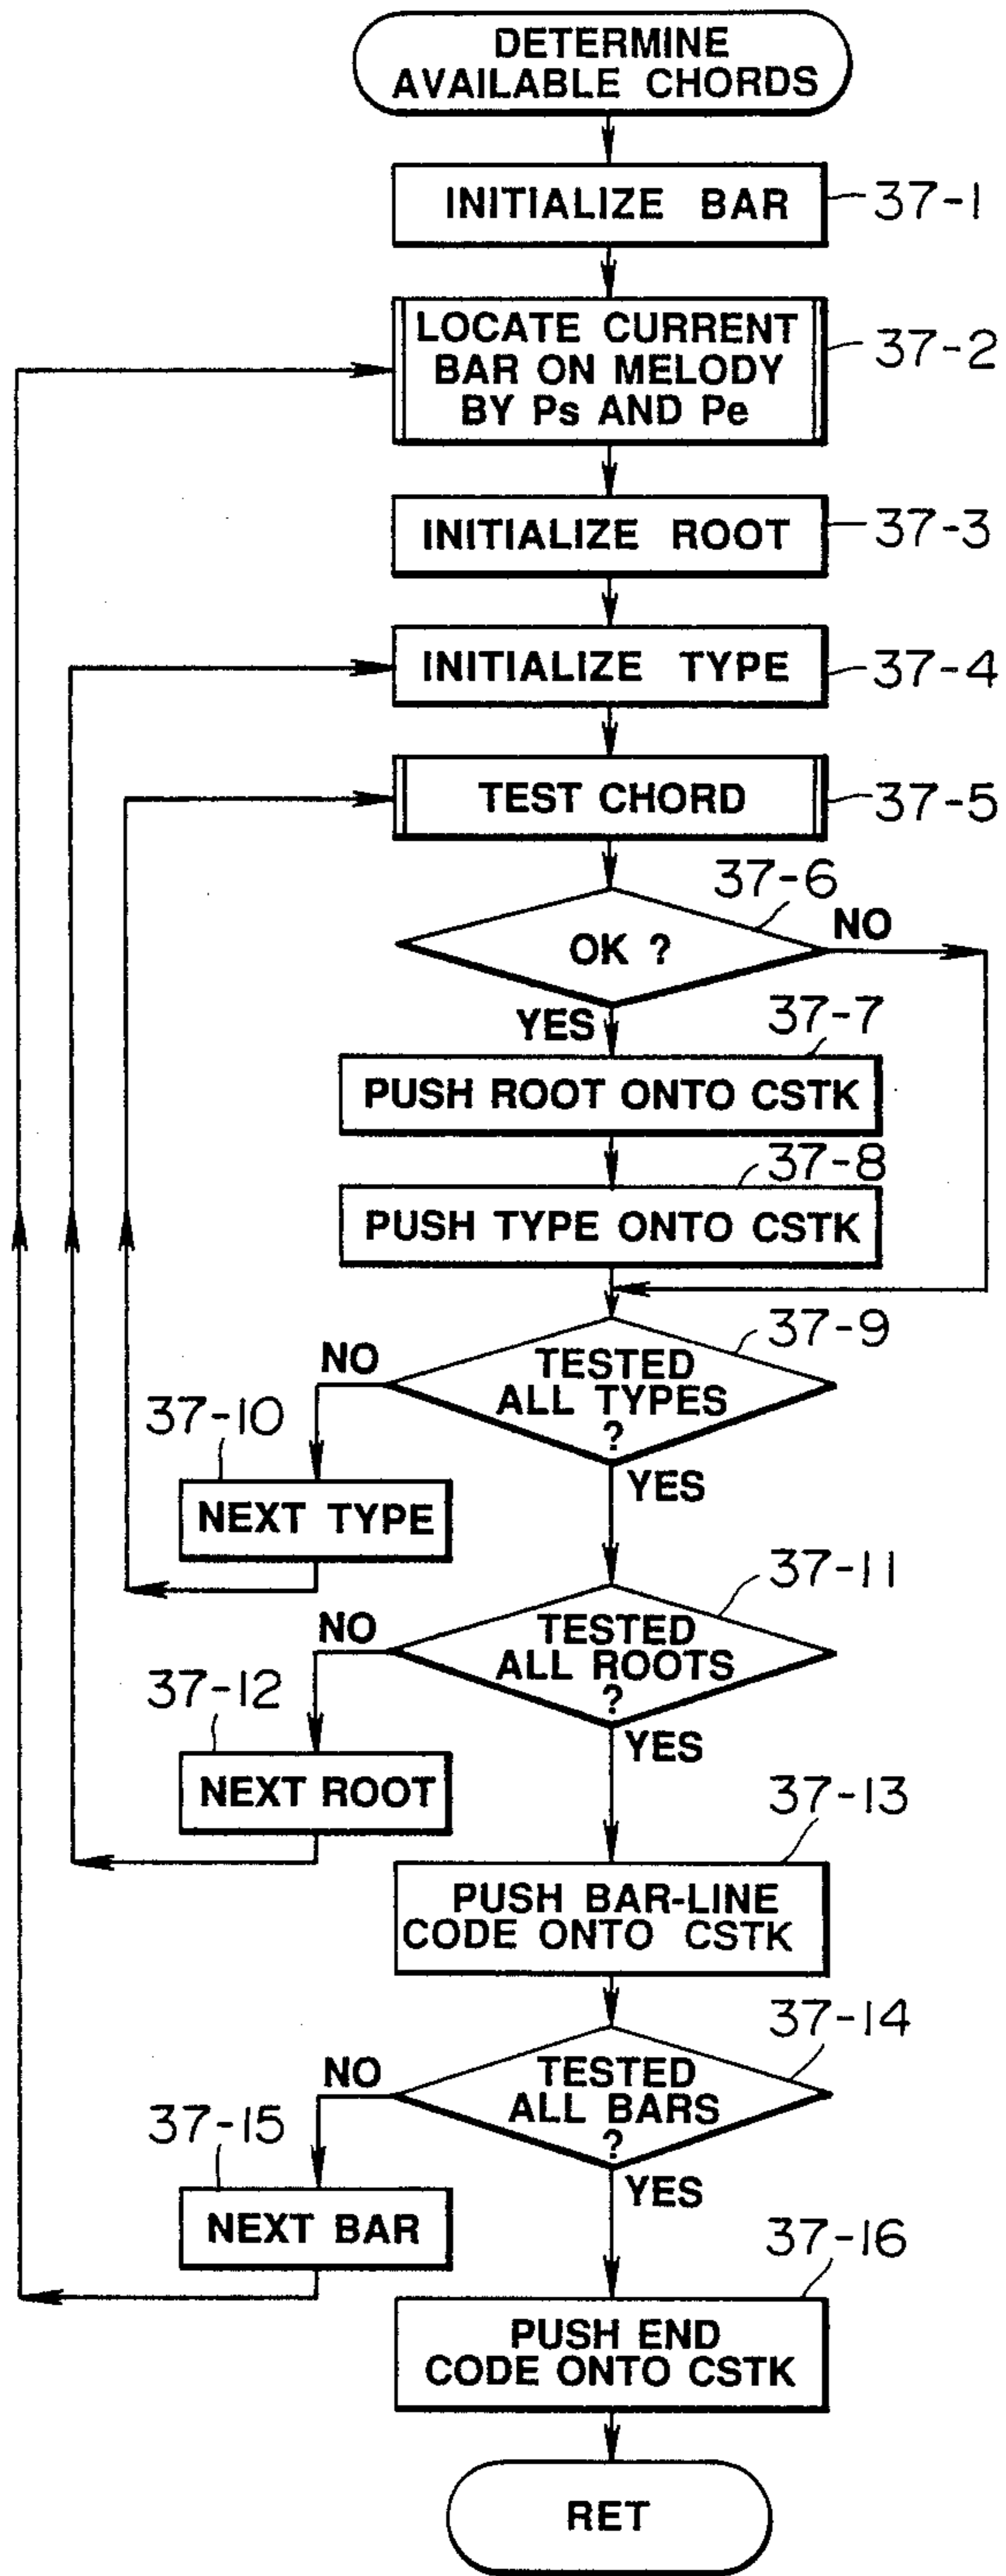 DETERMINE
AVAILABLE CHORDS
INITIALIZE BAR
37-1
LOCATE CURRENT
BAR ON MELODY
BY Ps AND Pe
37-2
INITIALIZE ROOT
37-3
INITIALIZE TYPE
37-4
TEST CHORD
37-5
37-6
OK ?
NO
YES
37-7
PUSH ROOT ONTO CSTK
37-8
PUSH TYPE ONTO CSTK
37-9
NO
TESTED
ALL TYPES
?
37-10
YES
NEXT TYPE
37-11
NO
TESTED
ALL ROOTS
?
37-12
YES
NEXT ROOT
37-13
PUSH BAR-LINE
CODE ONTO CSTK
37-14
NO
TESTED
ALL BARS
?
37-15
YES
NEXT BAR
37-16
PUSH END
CODE ONTO CSTK
RET